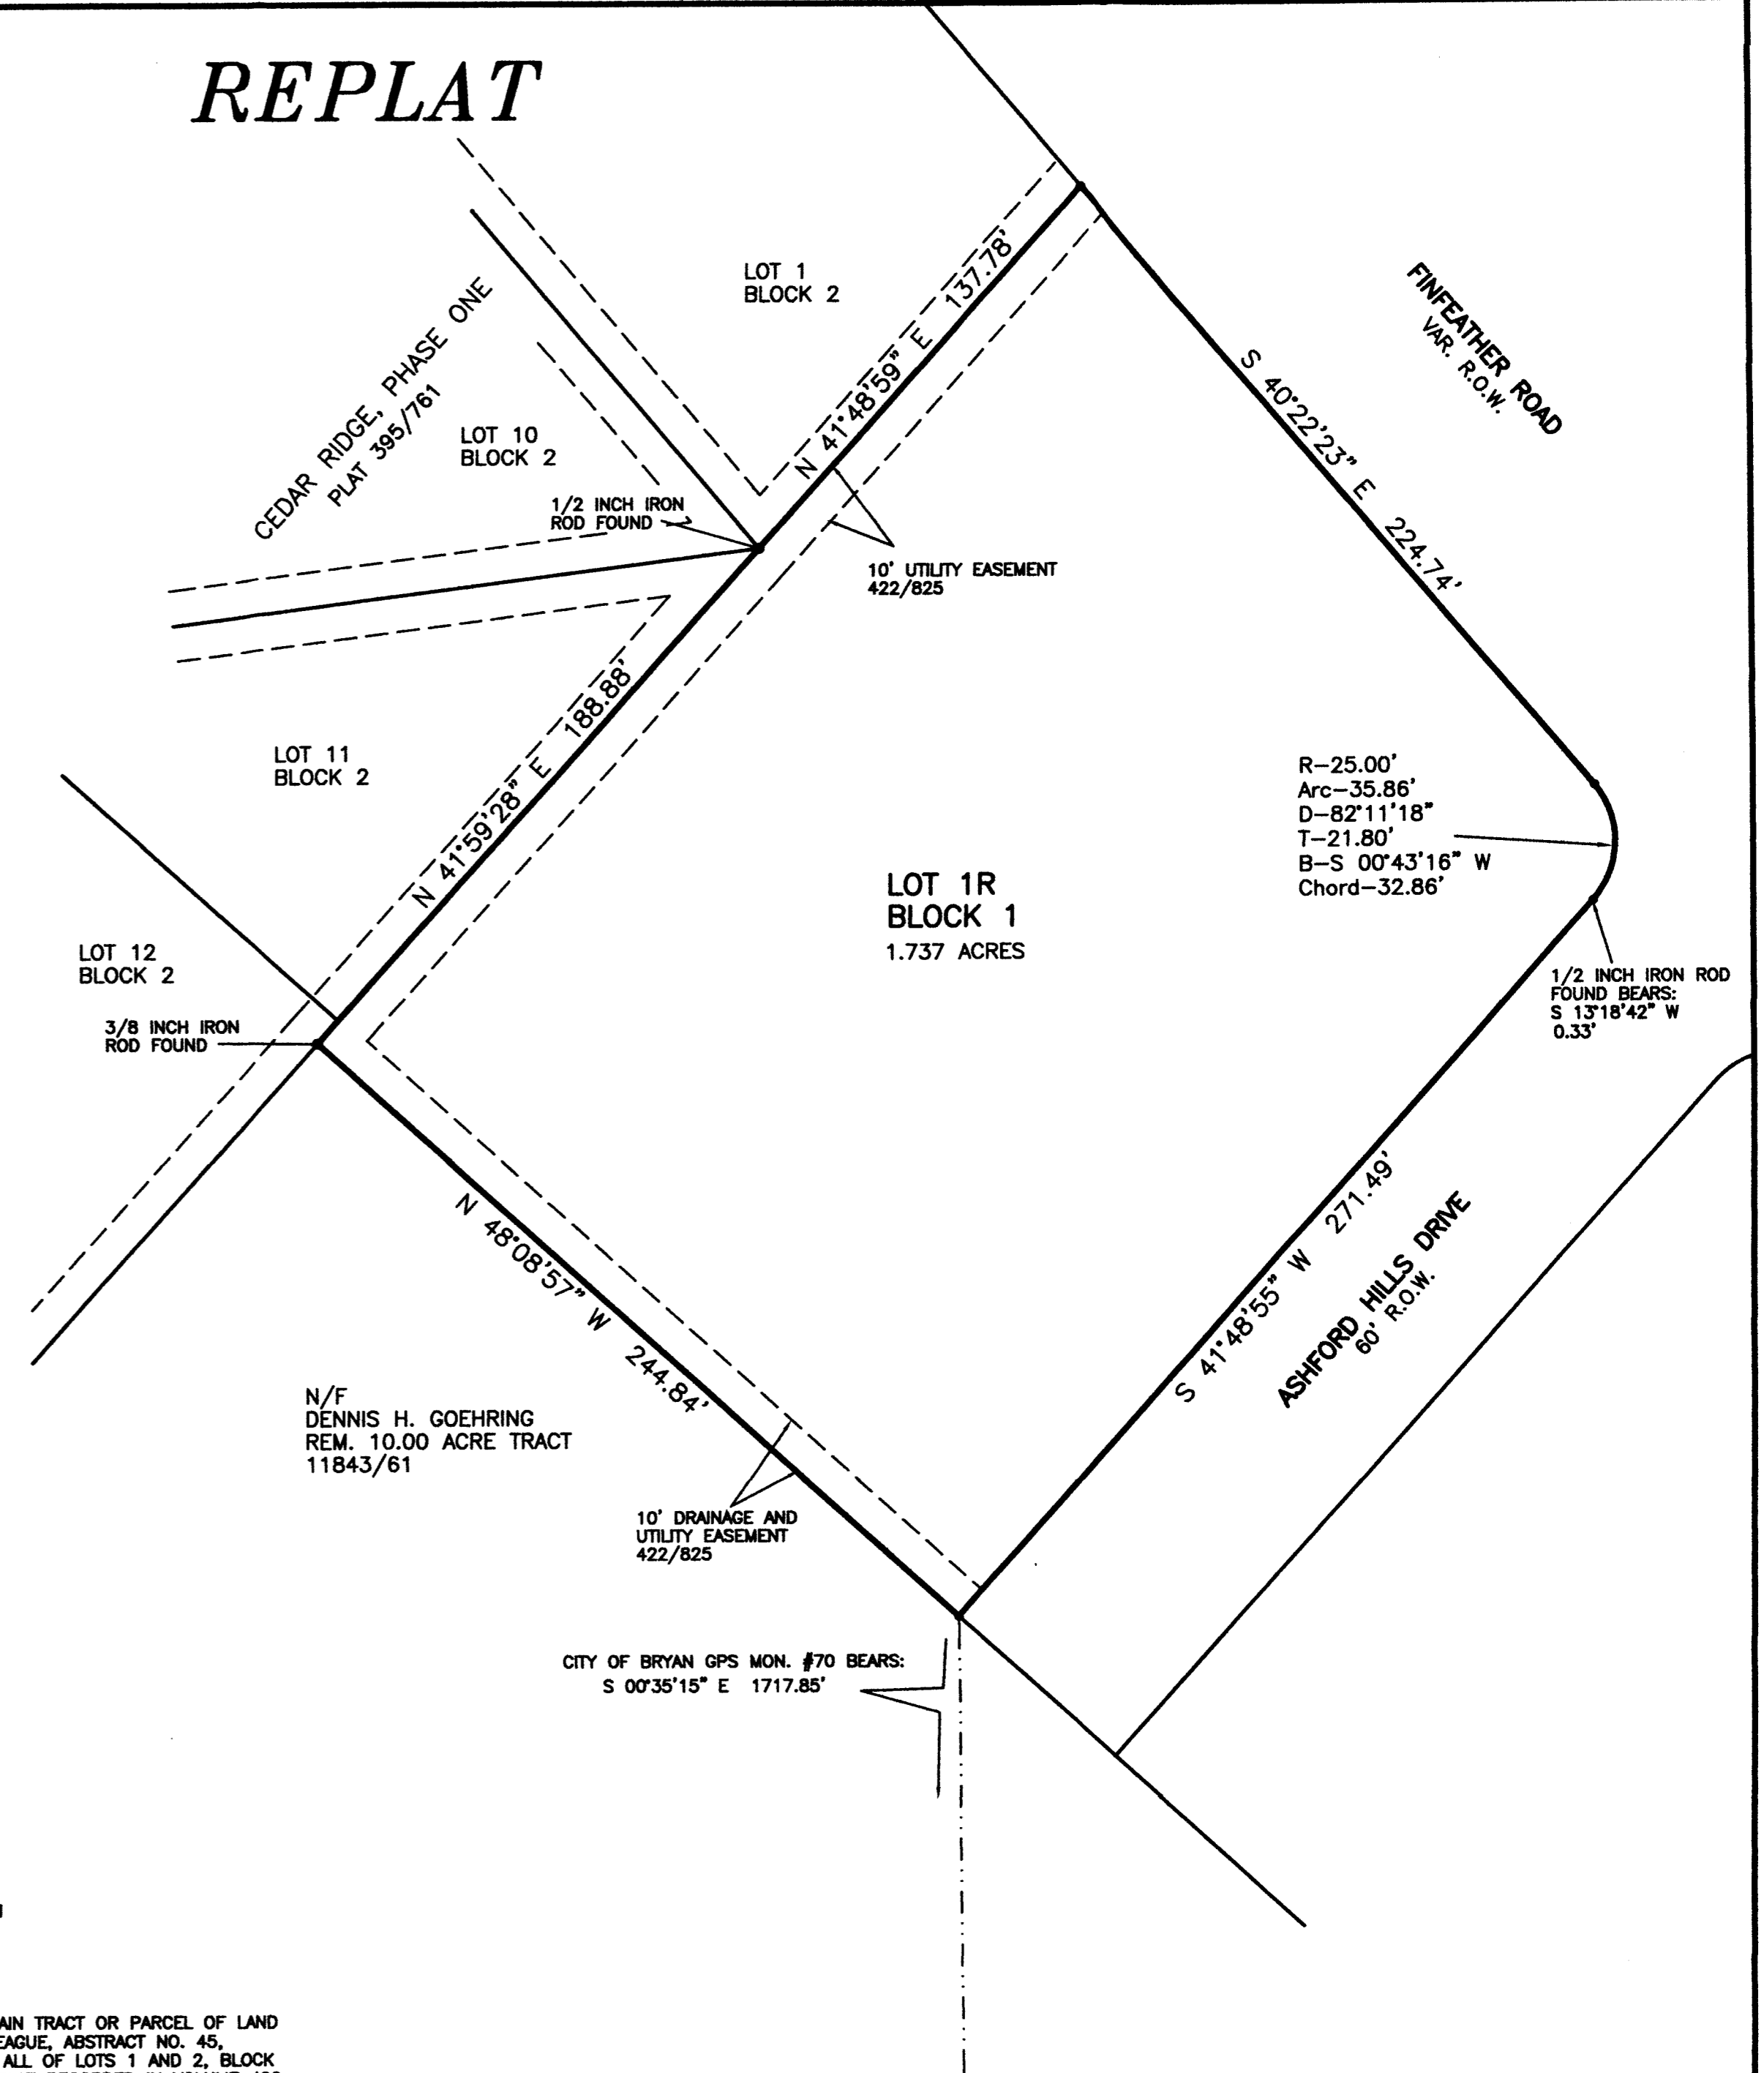 REPLAT
LOT 1
BLOCK 2
N 41°48'59" E 137.78'
FINFEATHER ROAD
VAR. R.O.W.
S 40°22'23" E 224.74'
CEDAR RIDGE, PHASE ONE
PLAT 395/761
LOT 10
BLOCK 2
1/2 INCH IRON
ROD FOUND
10' UTILITY EASEMENT
422/825
N 41°59'28" E 188.88'
LOT 11
BLOCK 2
R-25.00'
Arc-35.86'
D-82°11'18"
T-21.80'
B-S 00°43'16" W
Chord-32.86'
LOT 1R
BLOCK 1
1.737 ACRES
LOT 12
BLOCK 2
3/8 INCH IRON
ROD FOUND
1/2 INCH IRON ROD
FOUND BEARS:
S 13°18'42" W
0.33'
N 48°08'57" W 244.84'
S 41°48'55" W 271.49'
ASHFORD HILLS DRIVE
60' R.O.W.
N/F
DENNIS H. GOEHRING
REM. 10.00 ACRE TRACT
11843/61
10' DRAINAGE AND
UTILITY EASEMENT
422/825
CITY OF BRYAN GPS MON. #70 BEARS:
S 00°35'15" E 1717.85'
TRACT OR PARCEL OF LAND
ABSTRACT NO. 45,
ALL OF LOTS 1 AND 2, BLOCK